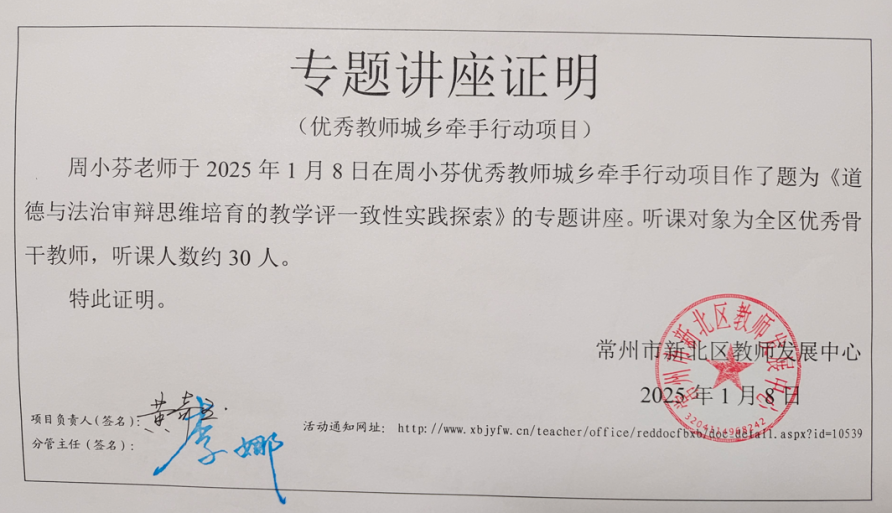 专题讲座证明
（优秀教师城乡牵手行动项目）
周小芬老师于 2025 年 1 月 8 日在周小芬优秀教师城乡牵手行动项目作了题为《道
德与法治审辩思维培育的教学评一致性实践探索》的专题讲座。听课对象为全区优秀骨
干教师，听课人数约 30 人。
特此证明。
常州市新北区教师发展中心
常州市新北区教师发展中心
2025 年 1 月 8 日
项目负责人（签名）：
分管主任（签名）： 李娜
活动通知网址： http://www.xbjyfw.cn/teacher/office/reddocfbxb/doc_detail.aspx?id=10539